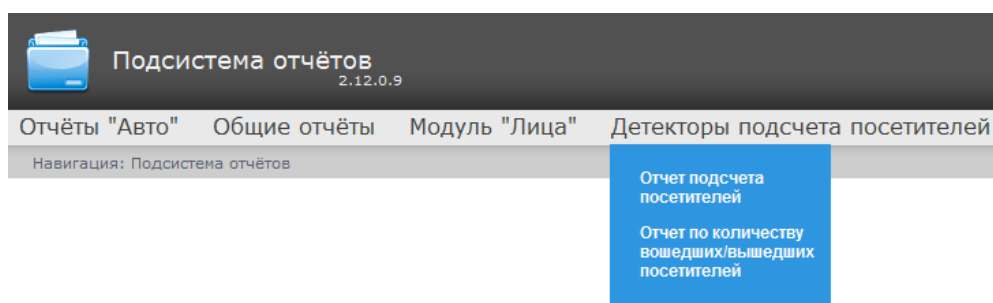 Подсистема отчётов
2.12.0.9
Отчёты "Авто" Общие отчёты Модуль "Лица" Детекторы подсчета посетителей
Навигация: Подсистема отчётов
Отчет подсчета
посетителей
Отчет по количеству
вошедших/вышедших
посетителей